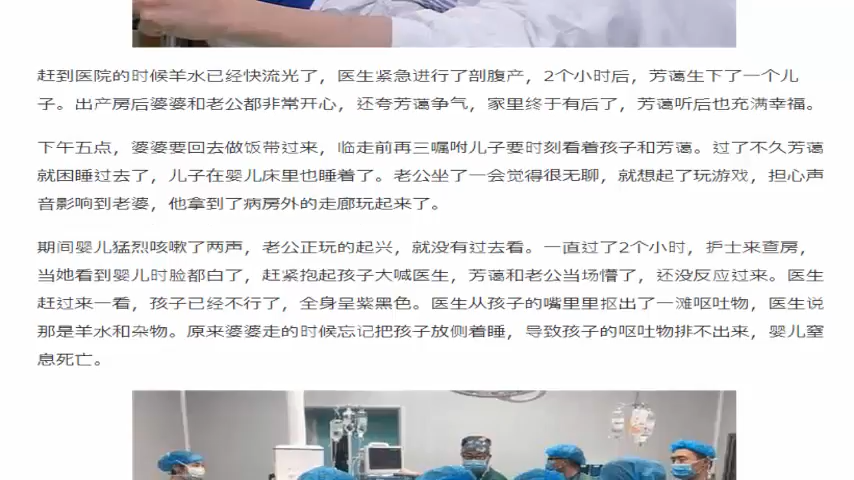 赶到医院的时候羊水已经快流光了，医生紧急进行了剖腹产，2个小时后，芳蔼生下了一个儿
子。出产房后婆婆和老公都非常开心，还夸芳蔼争气，家里终于有后了，芳蔼听后也充满幸福。
下午五点，婆婆要回去做饭带过来，临走前再三嘱咐儿子要时刻看着孩子和芳蔼。过了不久芳蔼
就困睡过去了，儿子在婴儿床里也睡着了。老公坐了一会觉得很无聊，就想起了玩游戏，担心声
音影响到老婆，他拿到了病房外的走廊玩起来了。
期间婴儿猛烈咳嗽了两声，老公正玩的起兴，就没有过去看。一直过了2个小时，护士来查房，
当她看到婴儿时脸都白了，赶紧抱起孩子大喊医生，芳蔼和老公当场懵了，还没反应过来。医生
赶过来一看，孩子已经不行了，全身呈紫黑色。医生从孩子的嘴里里抠出了一滩呕吐物，医生说
那是羊水和杂物。原来婆婆走的时候忘记把孩子放侧着睡，导致孩子的呕吐物排不出来，婴儿窒
息死亡。